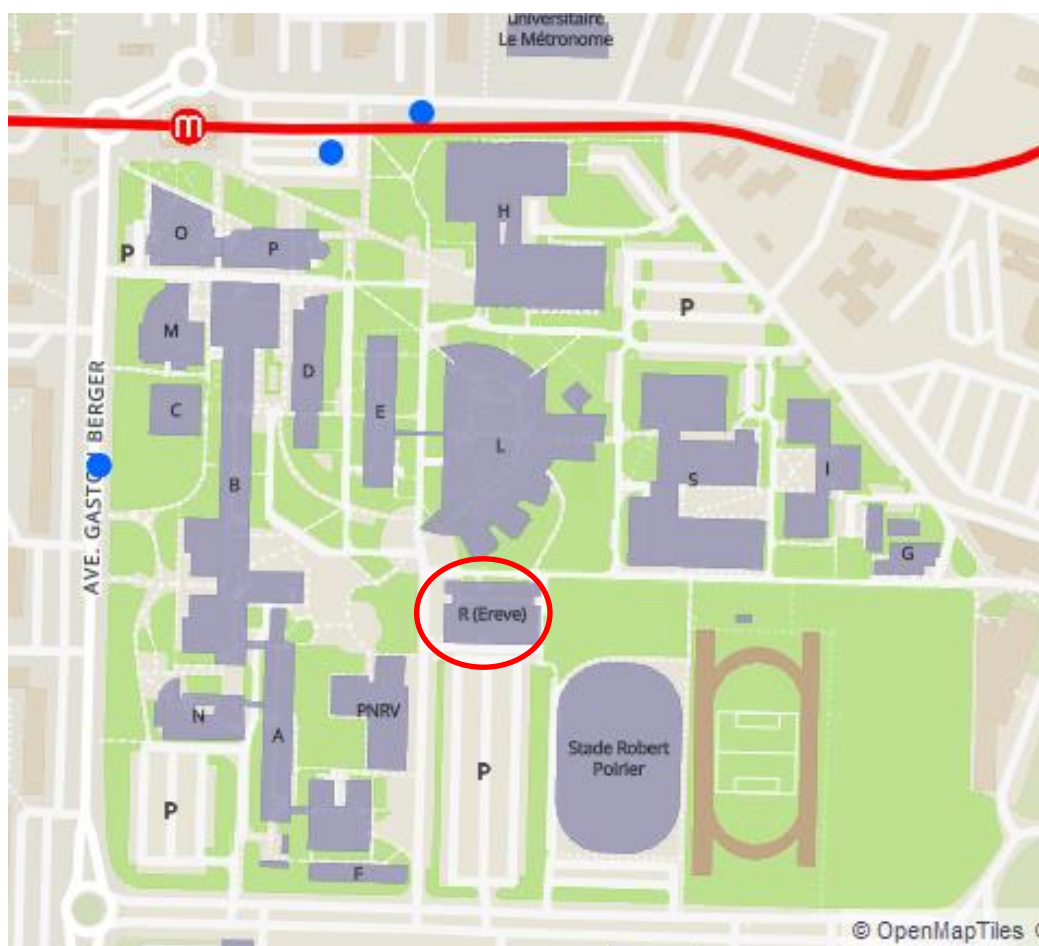 universitaire,
Le Métronome
m
H
O
P
P
P
M
D
AVE. GASTON BERGER
C
E
L
B
S
I
G
R (Ereve)
PNRV
N
A
Stade Robert
Poirier
P
P
F
© OpenMapTiles